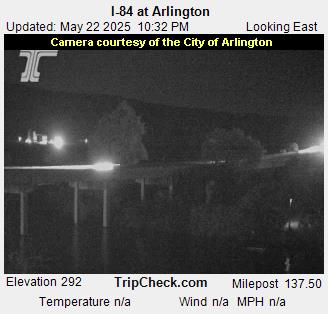 I-84 at Arlington
Updated: May 22 2025 10:32 PM Looking East
Camera courtesy of the City of Arlington
Elevation 292 TripCheck.com Milepost 137.50
Temperature n/a Wind n/a MPH n/a